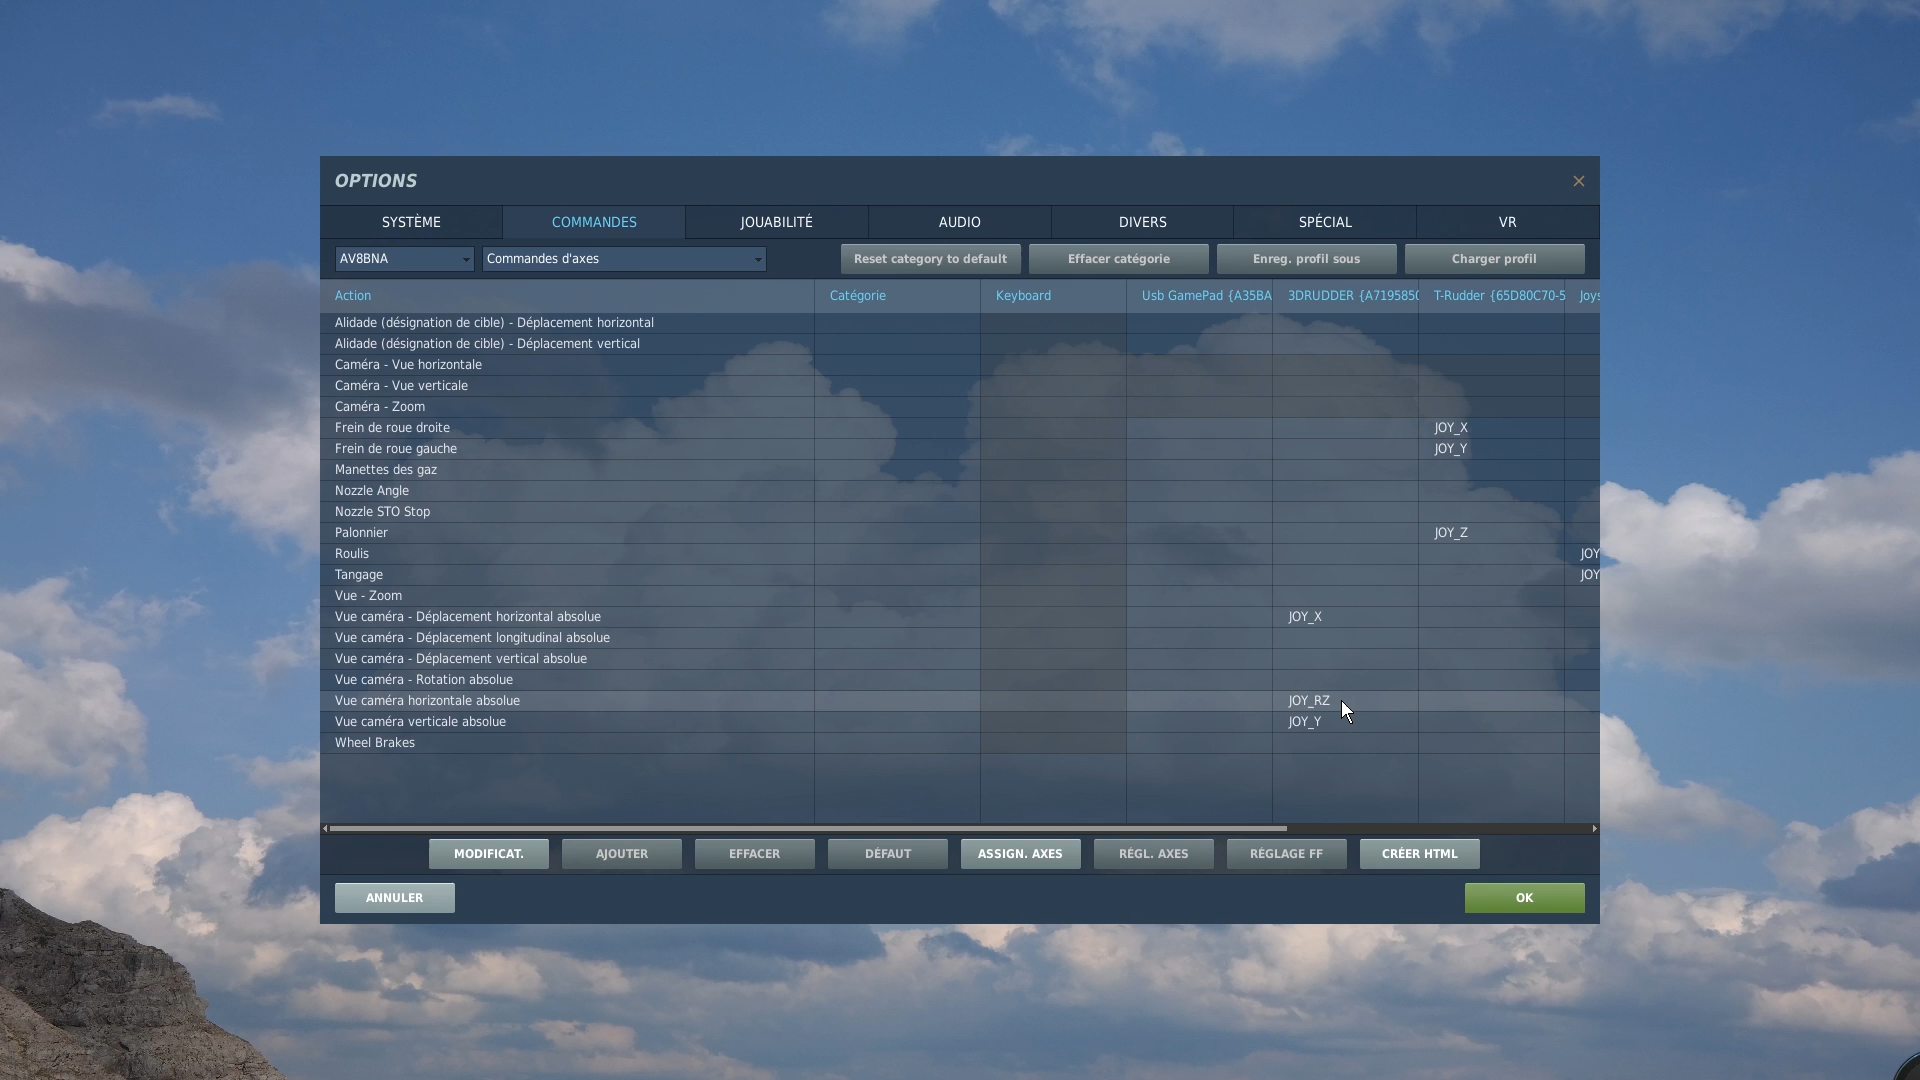 OPTIONS
×
SYSTÈME COMMANDES JOUABILITÉ AUDIO DIVERS SPÉCIAL VR
AV8BNA Commandes d'axes Reset category to default Effacer catégorie Enreg. profil sous Charger profil
Action Catégorie Keyboard Usb GamePad {A35BA 3DRUDDER {A7195850 T-Rudder {65D80C70-5 Joys
Alidade (désignation de cible) - Déplacement horizontal
Alidade (désignation de cible) - Déplacement vertical
Caméra - Vue horizontale
Caméra - Vue verticale
Caméra - Zoom
Frein de roue droite JOY_X
Frein de roue gauche JOY_Y
Manettes des gaz
Nozzle Angle
Nozzle STO Stop
Palonnier JOY_Z
Roulis JOY
Tangage JOY
Vue - Zoom
Vue caméra - Déplacement horizontal absolue JOY_X
Vue caméra - Déplacement longitudinal absolue
Vue caméra - Déplacement vertical absolue
Vue caméra - Rotation absolue
Vue caméra horizontale absolue JOY_RZ
Vue caméra verticale absolue JOY_Y
Wheel Brakes
MODIFICAT. AJOUTER EFFACER DÉFAUT ASSIGN. AXES RÉGL. AXES RÉGLAGE FF CRÉER HTML
ANNULER OK